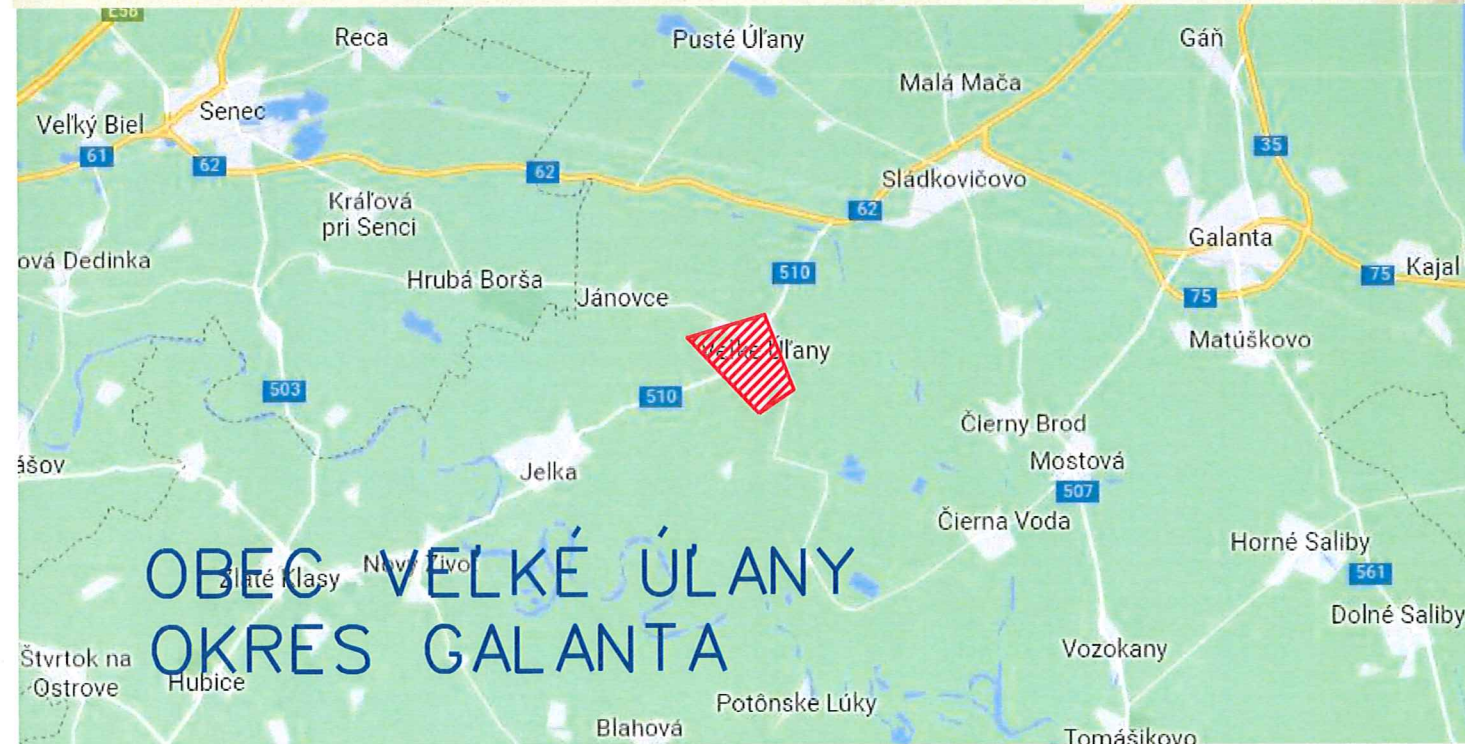 E58
Reca
Pusté Úľany
Gáň
Malá Mača
Senec
Veľký Biel
61
62
62
35
Sládkovičovo
Kráľová
pri Senci
62
Galanta
ová Dedinka
Hrubá Borša
510
75
Kajal
Jánovce
75
Matúškovo
Veľké Úľany
503
510
Čierny Brod
ášov
Jelka
Mostová
507
Čierna Voda
Horné Saliby
561
OBEC VEĽKÉ ÚĽANY
Zlaté Klasy
Nový Život
Dolné Saliby
OKRES GALANTA
Štvrtok na
Ostrove
Hubice
Vozokany
Potônske Lúky
Blahová
Tomášikovo